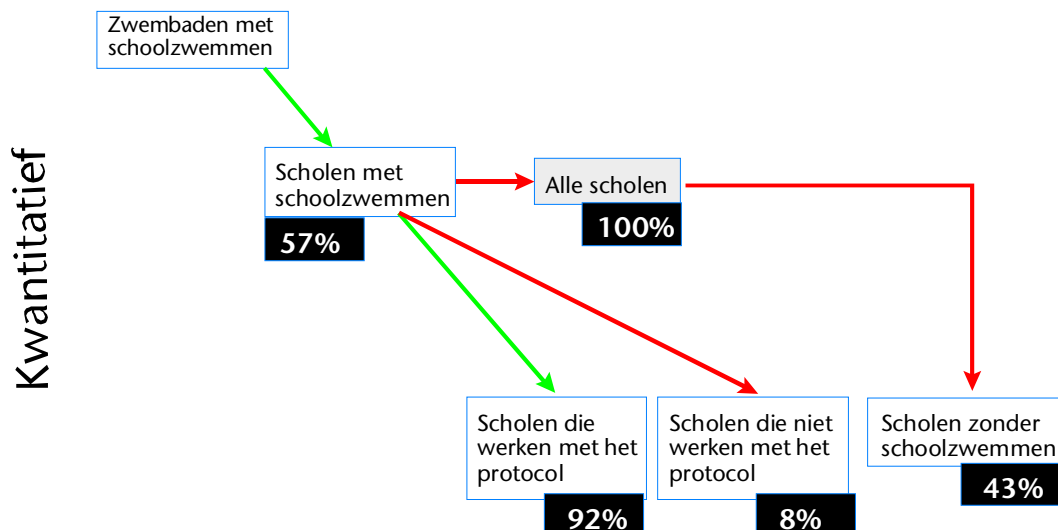 Zwembaden met
schoolzwemmen
Kwantitatief
Scholen met
schoolzwemmen
57%
Alle scholen
100%
Scholen die
werken met het
protocol
92%
Scholen die niet
werken met het
protocol
8%
Scholen zonder
schoolzwemmen
43%